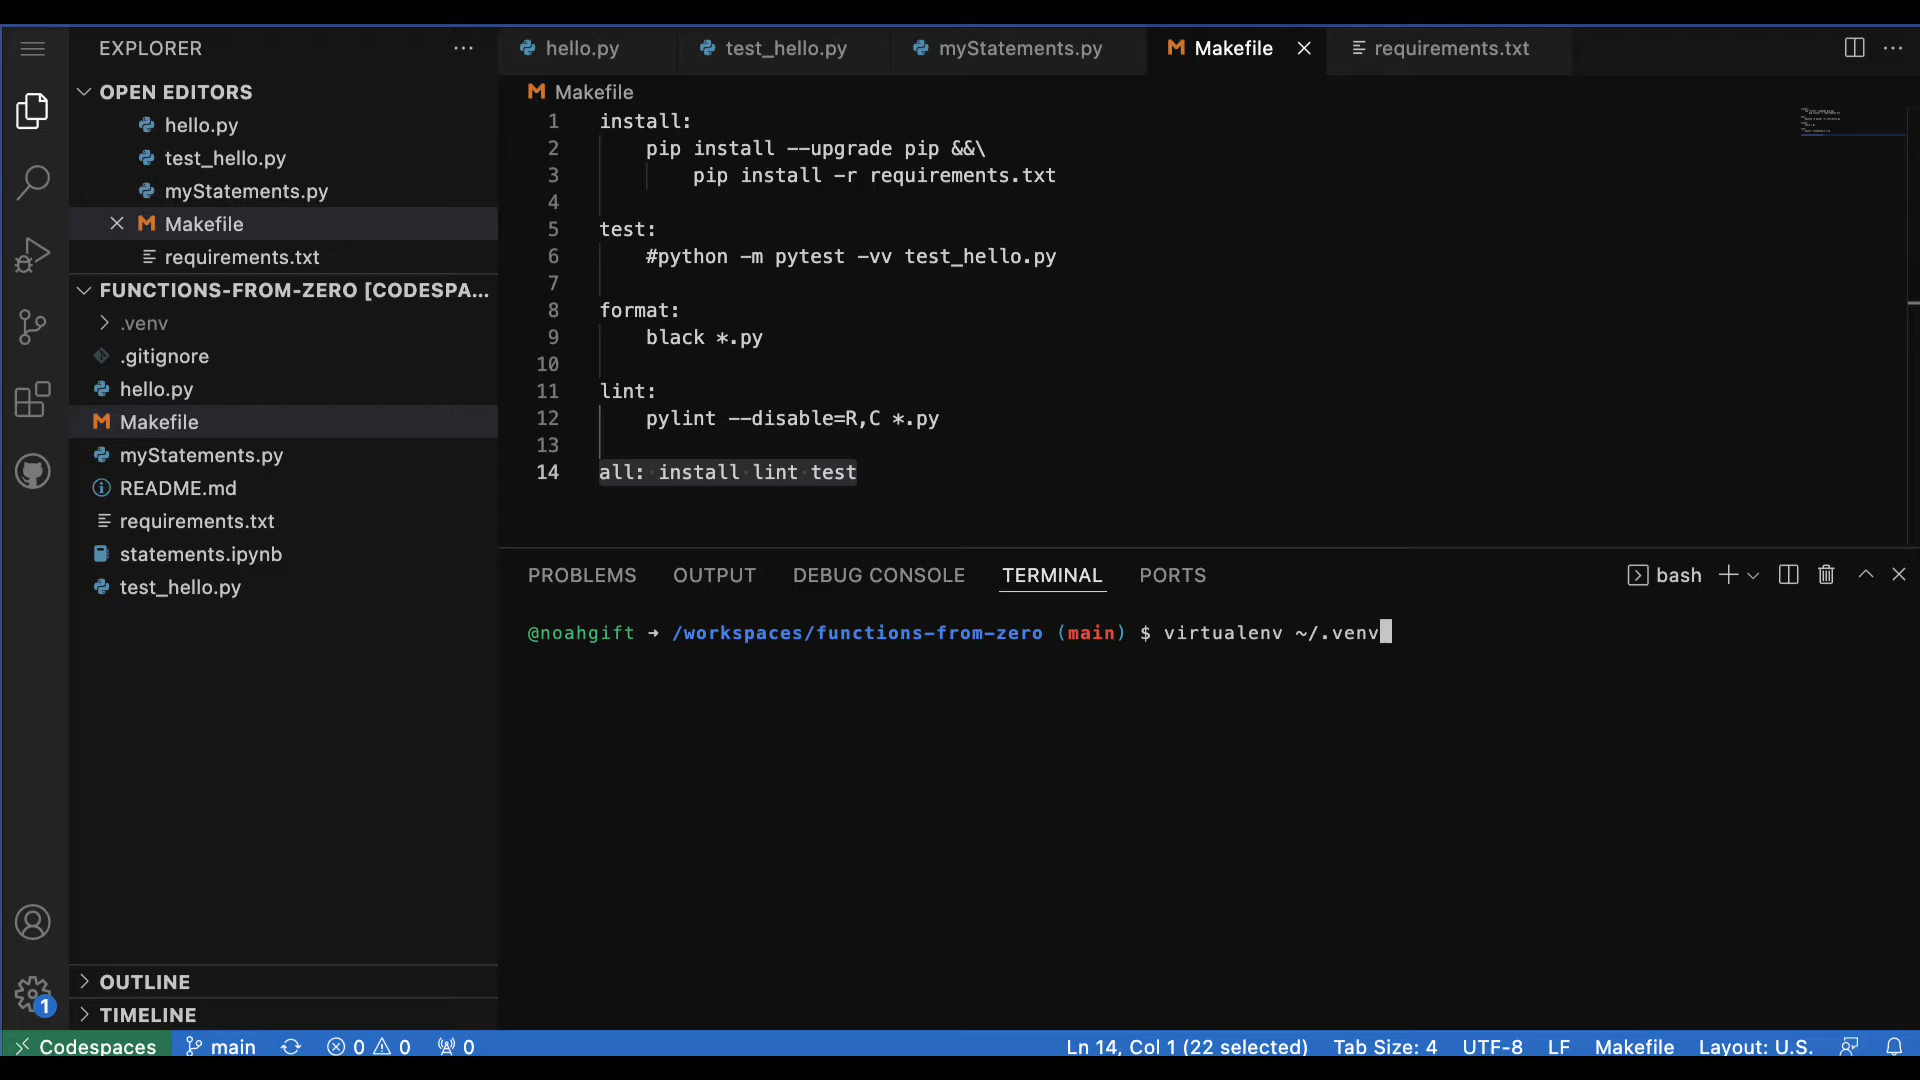 EXPLORER
OPEN EDITORS
hello.py
test_hello.py
myStatements.py
Makefile
requirements.txt
FUNCTIONS-FROM-ZERO [CODESPA...
.venv
.gitignore
hello.py
Makefile
myStatements.py
README.md
requirements.txt
statements.ipynb
test_hello.py
OUTLINE
TIMELINE
hello.py
test_hello.py
myStatements.py
Makefile
requirements.txt
Makefile
1 install:
2 pip install --upgrade pip &&\
3 pip install -r requirements.txt
4
5 test:
6 #python -m pytest -vv test_hello.py
7
8 format:
9 black *.py
10
11 lint:
12 pylint --disable=R,C *.py
13
14 all: install lint test
PROBLEMS OUTPUT DEBUG CONSOLE TERMINAL PORTS
bash
@noahgift ➜ /workspaces/functions-from-zero (main) $ virtualenv ~/.venv
1
Codespaces main 0 0 0 Ln 14, Col 1 (22 selected) Tab Size: 4 UTF-8 LF Makefile Layout: U.S.